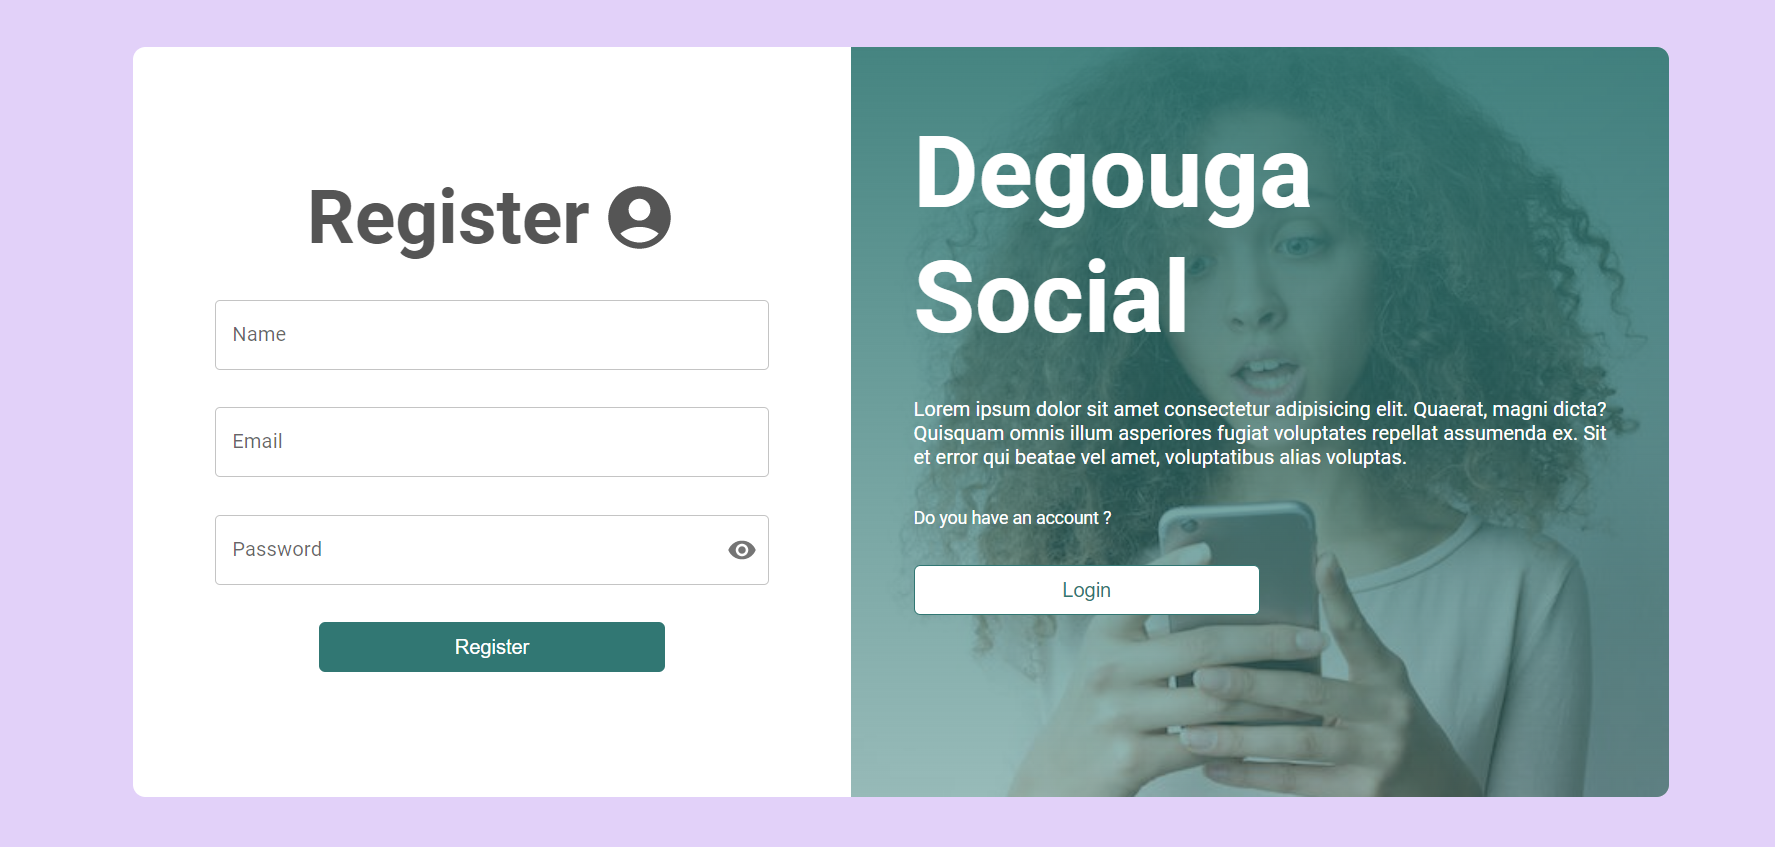 Register
Name
Email
Password
Register
Degouga
Social
Lorem ipsum dolor sit amet consectetur adipisicing elit. Quaerat, magni dicta?
Quisquam omnis illum asperiores fugiat voluptates repellat assumenda ex. Sit
et error qui beatae vel amet, voluptatibus alias voluptas.
Do you have an account ?
Login